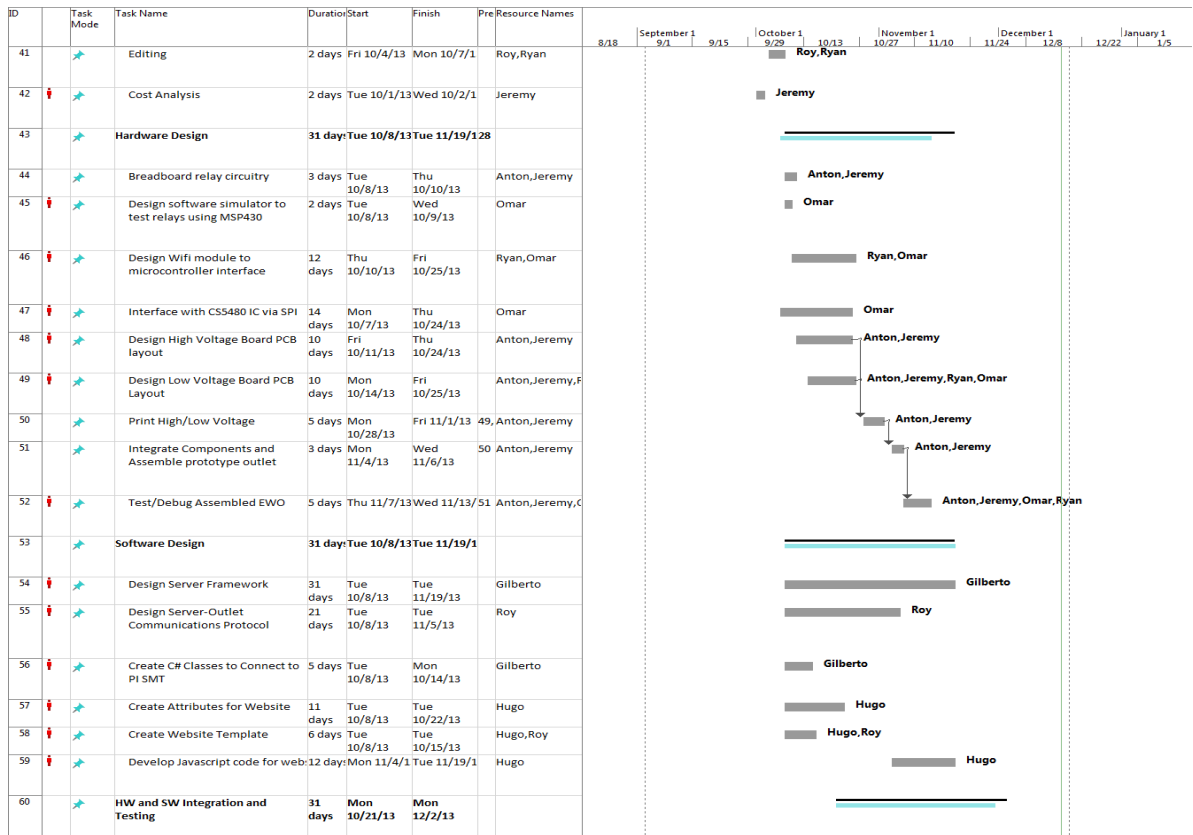 ID Task Mode Task Name Duration Start Finish Pre Resource Names
September 1 October 1 November 1 December 1 January 1
8/18 9/1 9/15 9/29 10/13 10/27 11/10 11/24 12/8 12/22 1/5
41 Editing 2 days Fri 10/4/13 Mon 10/7/1 Roy,Ryan Roy,Ryan
42 Cost Analysis 2 days Tue 10/1/13 Wed 10/2/1 Jeremy Jeremy
43 Hardware Design 31 days Tue 10/8/13 Tue 11/19/1 28
44 Breadboard relay circuitry 3 days Tue Thu Anton,Jeremy Anton,Jeremy
10/8/13 10/10/13
45 Design software simulator to 2 days Tue Wed Omar Omar
test relays using MSP430 10/8/13 10/9/13
46 Design Wifi module to 12 Thu Fri Ryan,Omar Ryan,Omar
microcontroller interface days 10/10/13 10/25/13
47 Interface with CS5480 IC via SPI 14 Mon Thu Omar Omar
days 10/7/13 10/24/13
48 Design High Voltage Board PCB 10 Fri Thu Anton,Jeremy Anton,Jeremy
layout days 10/11/13 10/24/13
49 Design Low Voltage Board PCB 10 Mon Fri Anton,Jeremy,F Anton,Jeremy,Ryan,Omar
Layout days 10/14/13 10/25/13
50 Print High/Low Voltage 5 days Mon Fri 11/1/13 49, Anton,Jeremy Anton,Jeremy
10/28/13
51 Integrate Components and 3 days Mon Wed 50 Anton,Jeremy Anton,Jeremy
Assemble prototype outlet 11/4/13 11/6/13
52 Test/Debug Assembled EWO 5 days Thu 11/7/13 Wed 11/13/ 51 Anton,Jeremy,C Anton,Jeremy,Omar,Ryan
53 Software Design 31 days Tue 10/8/13 Tue 11/19/1
54 Design Server Framework 31 Tue Tue Gilberto Gilberto
days 10/8/13 11/19/13
55 Design Server-Outlet 21 Tue Tue Roy Roy
Communications Protocol days 10/8/13 11/5/13
56 Create C# Classes to Connect to 5 days Tue Mon Gilberto Gilberto
PI SMT 10/8/13 10/14/13
57 Create Attributes for Website 11 Tue Tue Hugo Hugo
days 10/8/13 10/22/13
58 Create Website Template 6 days Tue Tue Hugo,Roy Hugo,Roy
10/8/13 10/15/13
59 Develop Javascript code for web: 12 days Mon 11/4/1 Tue 11/19/1 Hugo Hugo
60 HW and SW Integration and 31 Mon Mon
Testing days 10/21/13 12/2/13